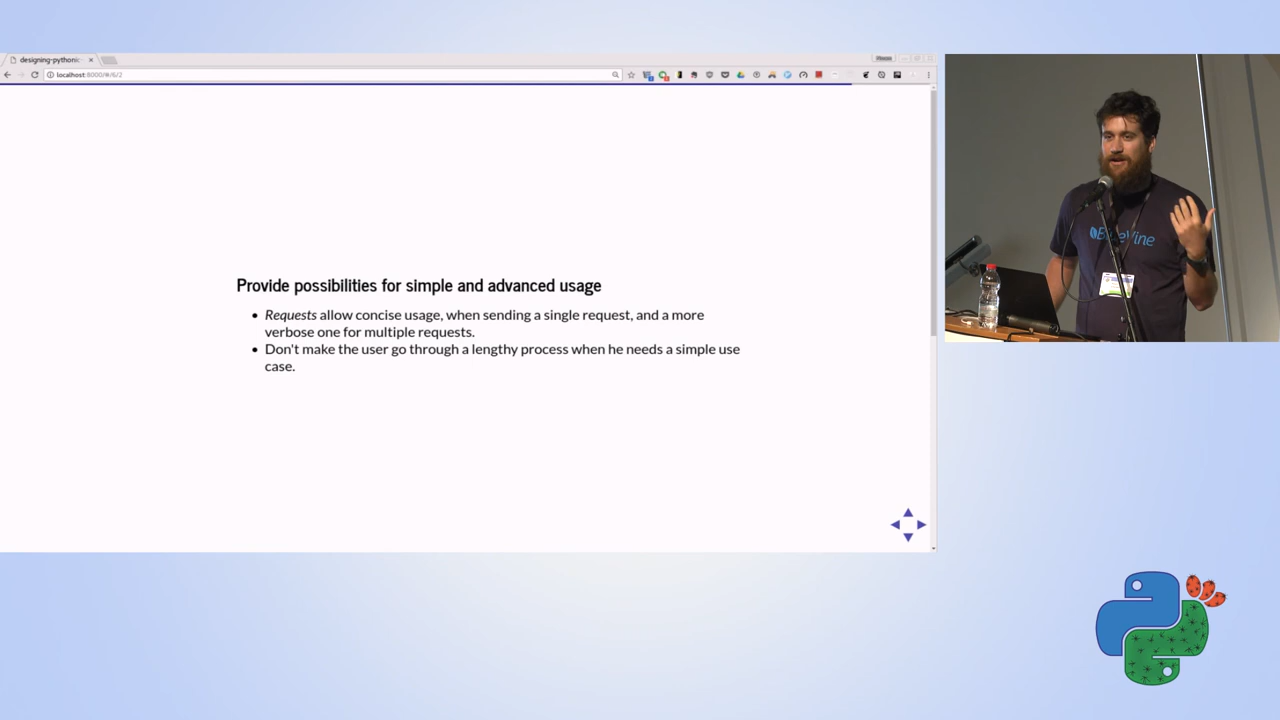 designing-pythonic
localhost:8000/#/6/2
Provide possibilities for simple and advanced usage
Requests allow concise usage, when sending a single request, and a more
verbose one for multiple requests.
Don't make the user go through a lengthy process when he needs a simple use
case.